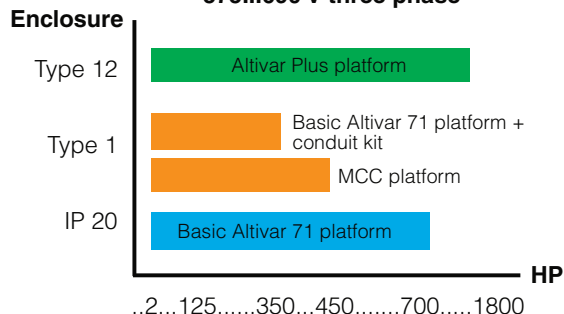 Enclosure
Type 12
Altivar Plus platform
Type 1
Basic Altivar 71 platform +
conduit kit
MCC platform
IP 20
Basic Altivar 71 platform
HP
..2...125......350...450.......700.....1800